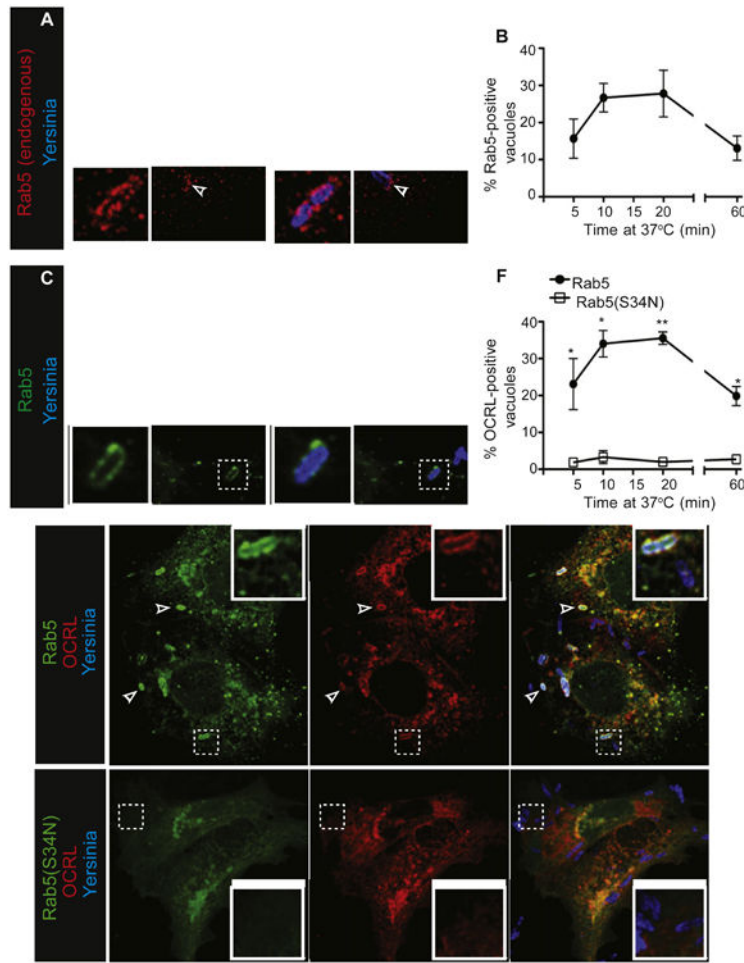 A
Rab5 (endogenous)
Yersinia
B
% Rab5-positive
vacuoles
40
30
20
10
0
5
10
20
60
Time at 37°C (min)
C
Rab5
Yersinia
F
Rab5
Rab5(S34N)
% OCRL-positive
vacuoles
40
30
20
10
0
*
*
**
*
5
10
20
60
Time at 37°C (min)
Rab5
OCRL
Yersinia
Rab5(S34N)
OCRL
Yersinia